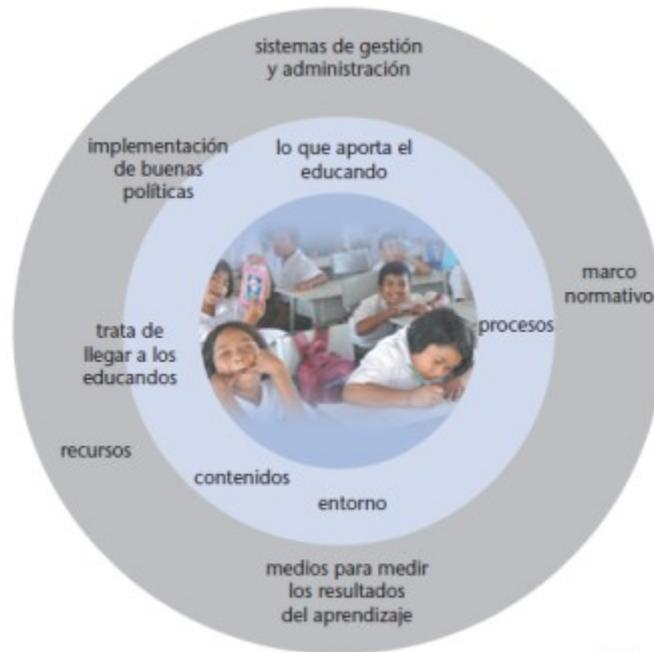 sistemas de gestión
y administración
implementación
de buenas
políticas
lo que aporta el
educando
marco
normativo
procesos
trata de
llegar a los
educandos
recursos
contenidos
entorno
medios para medir
los resultados
del aprendizaje